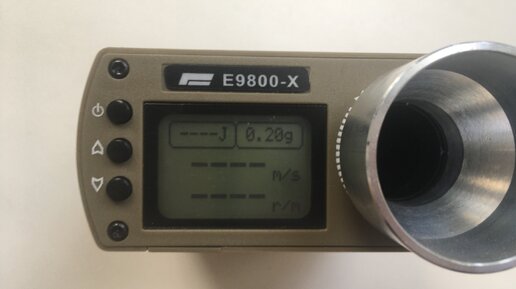 E9800-X
----J 0.20g
---- m/s
---- r/m